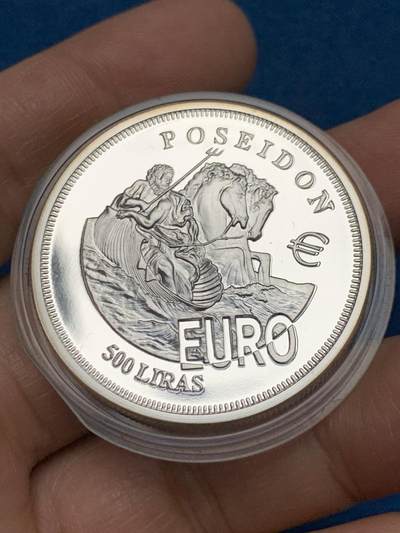 POSEIDON
€
EURO
500 LIRAS